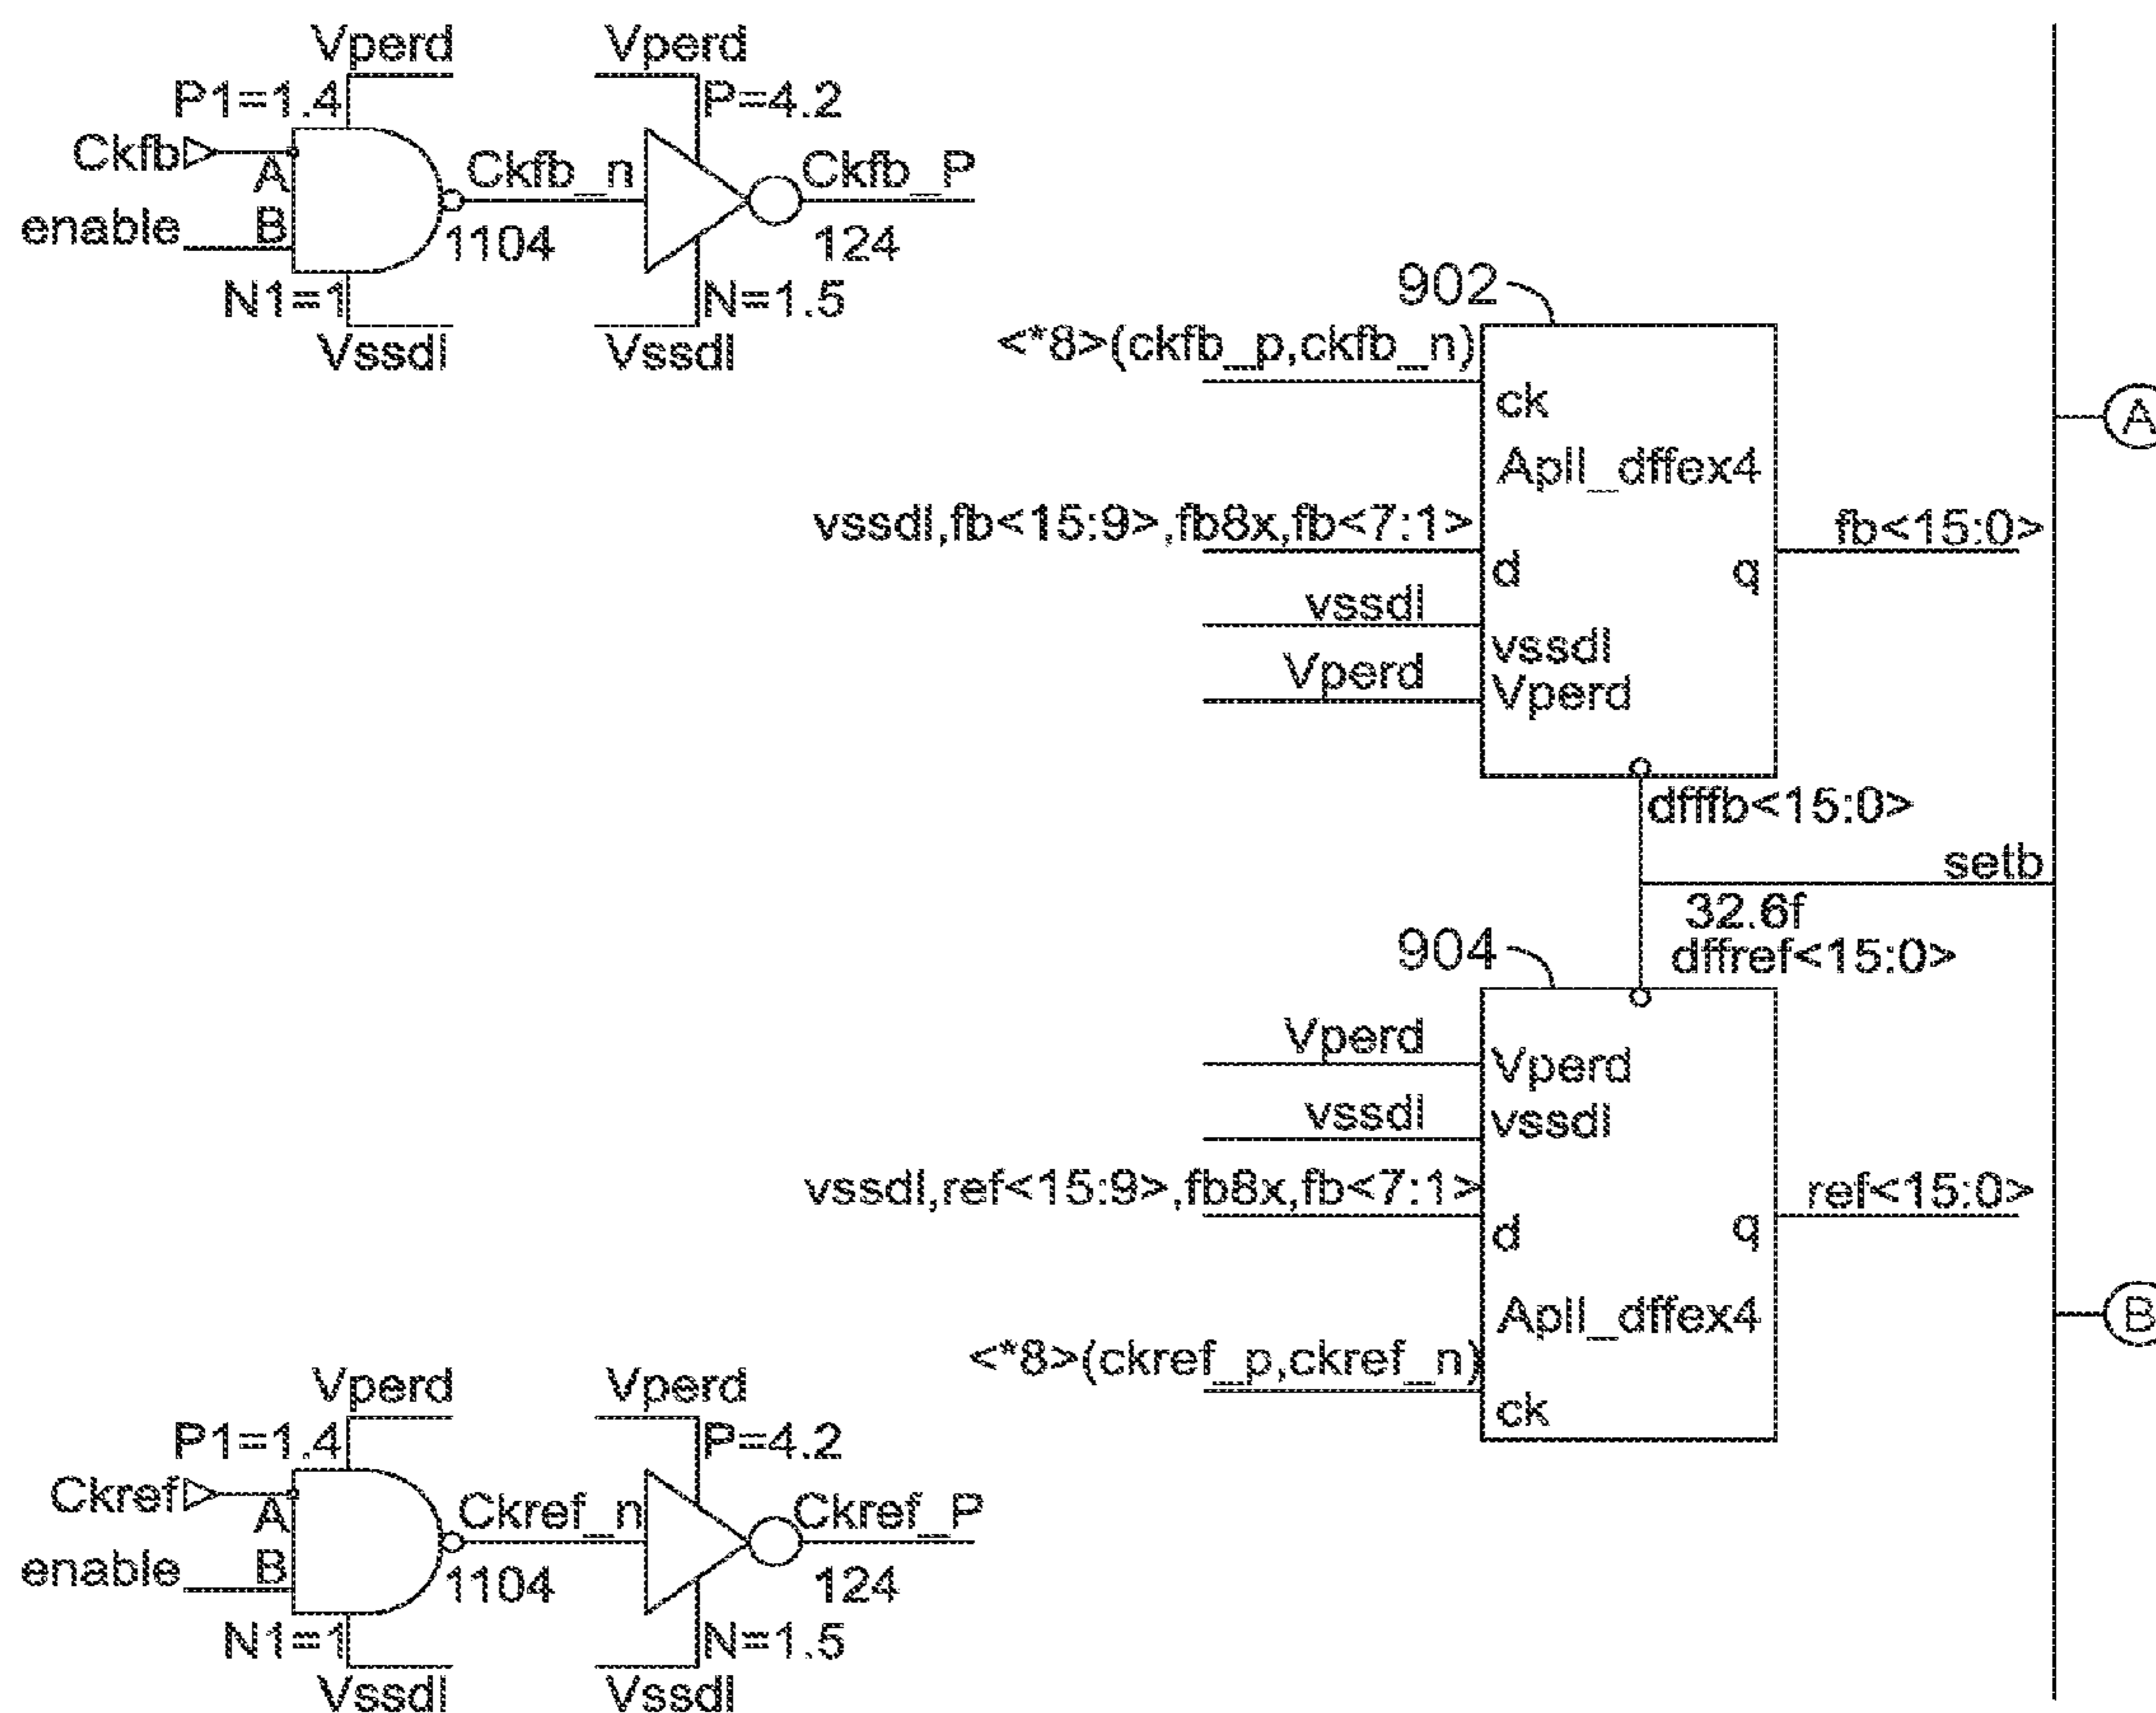 Vperd
Vperd
P1=1.4
P=4.2
Ckfb
A
Ckfb_n
Ckfb_P
enable
B
1104
124
N1=1
N=1.5
Vssdl
Vssdl
902
<*8>(ckfb_p,ckfb_n)
ck
A
Apll_dffex4
vssdl,fb<15:9>,fb8x,fb<7:1>
fb<15:0>
d
q
vssdl
vssdl
Vperd
Vperd
dfffb<15:0>
setb
32.6f
904
dffref<15:0>
Vperd
Vperd
vssdl
vssdl
vssdl,ref<15:9>,fb8x,fb<7:1>
ref<15:0>
d
q
Apll_dffex4
B
<*8>(ckref_p,ckref_n)
ck
Vperd
Vperd
P1=1.4
P=4.2
Ckref
A
Ckref_n
Ckref_P
enable
B
1104
124
N1=1
N=1.5
Vssdl
Vssdl